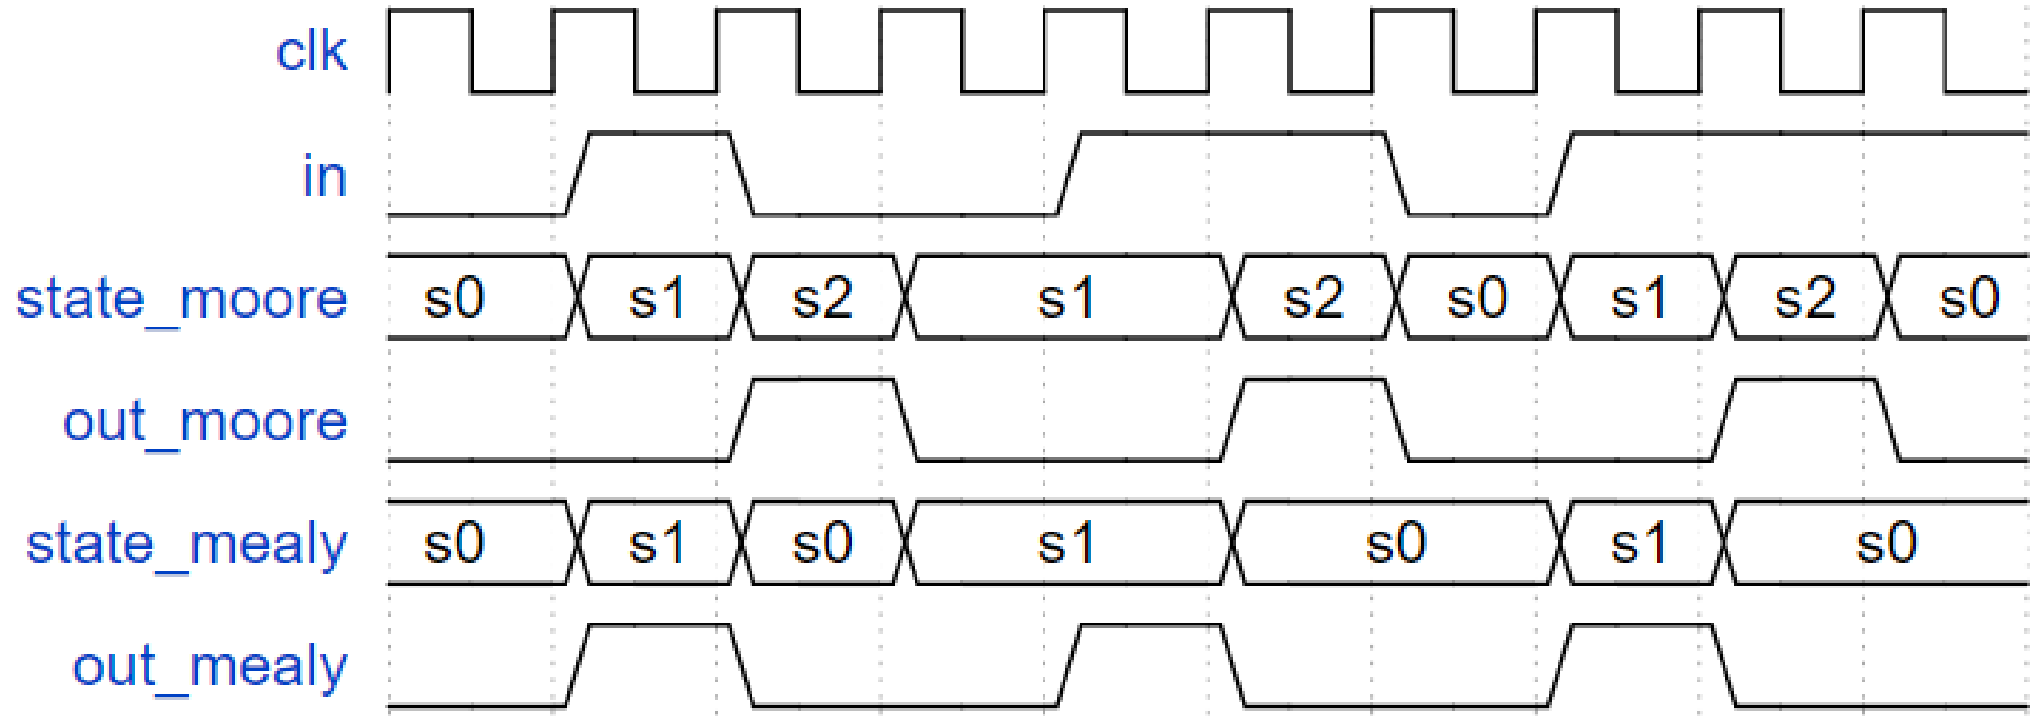 clk
in
state_moore s0 s1 s2 s1 s2 s0 s1 s2 s0
out_moore
state_mealy s0 s1 s0 s1 s0 s1 s0
out_mealy